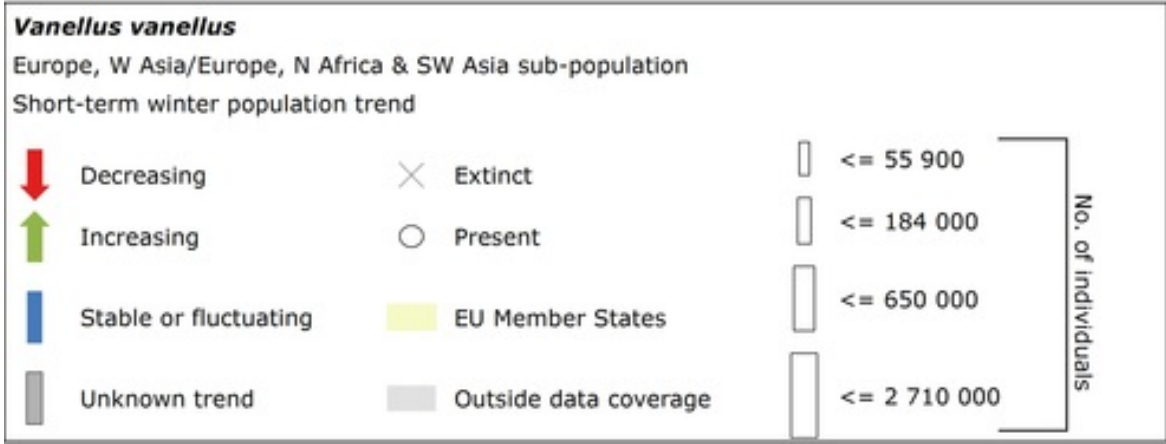 Vanellus vanellus
Europe, W Asia/Europe, N Africa & SW Asia sub-population
Short-term winter population trend
Decreasing
Increasing
Stable or fluctuating
Unknown trend
Extinct
Present
EU Member States
Outside data coverage
<= 55 900
<= 184 000
<= 650 000
<= 2 710 000
No. of individuals